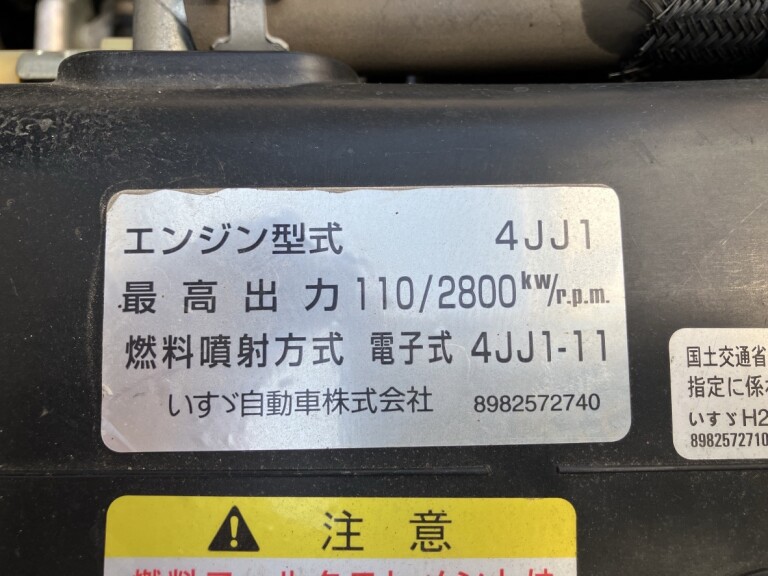 エンジン型式 4JJ1
最高出力 110/2800 kW/r.p.m.
燃料噴射方式 電子式 4JJ1-11
いすゞ自動車株式会社 8982572740
国土交通省
指定に係
いすゞH2
8982572710
注意